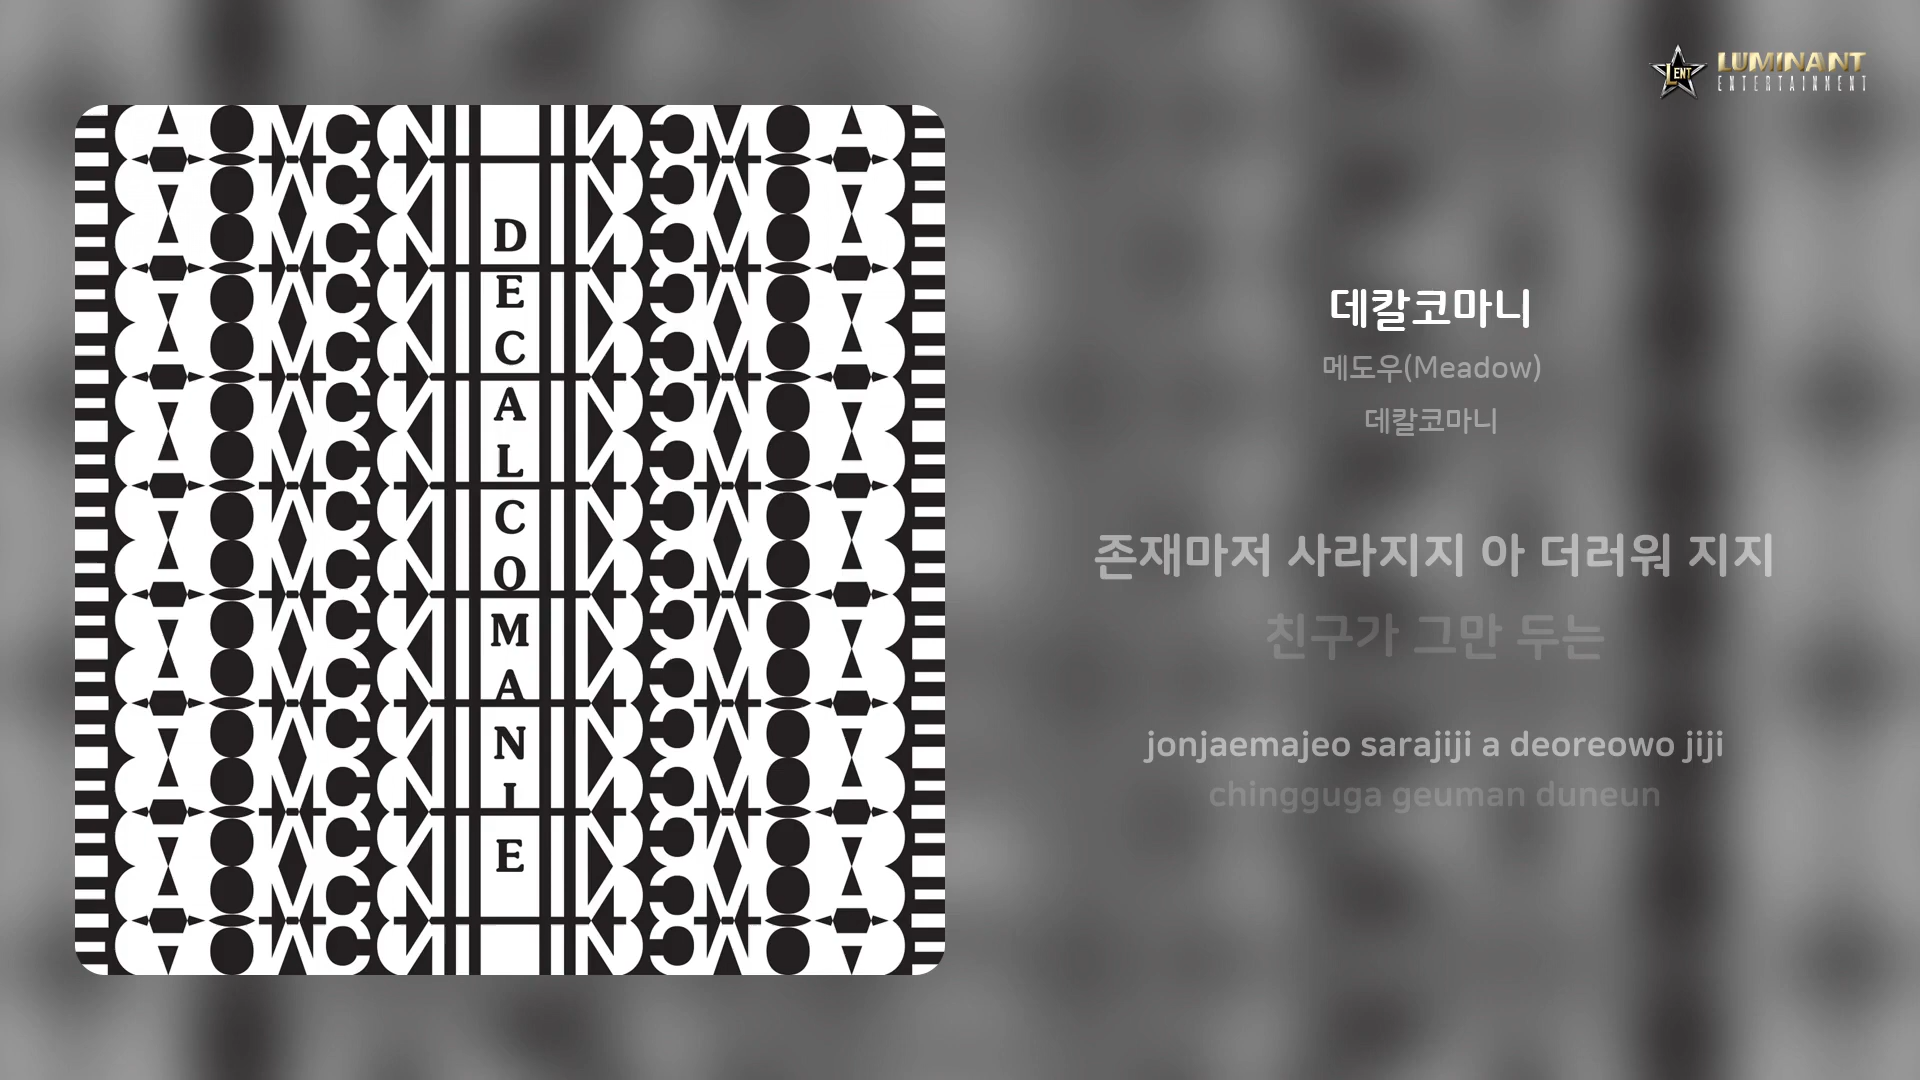 LENT
LUMINANT
ENTERTAINMENT
DECALCOMANIE
데칼코마니
메도우(Meadow)
데칼코마니
존재마저 사라지지 아 더러워 지지
친구가 그만 두는
jonjaemajeo sarajiji a deoreowo jiji
chingguga geuman duneun